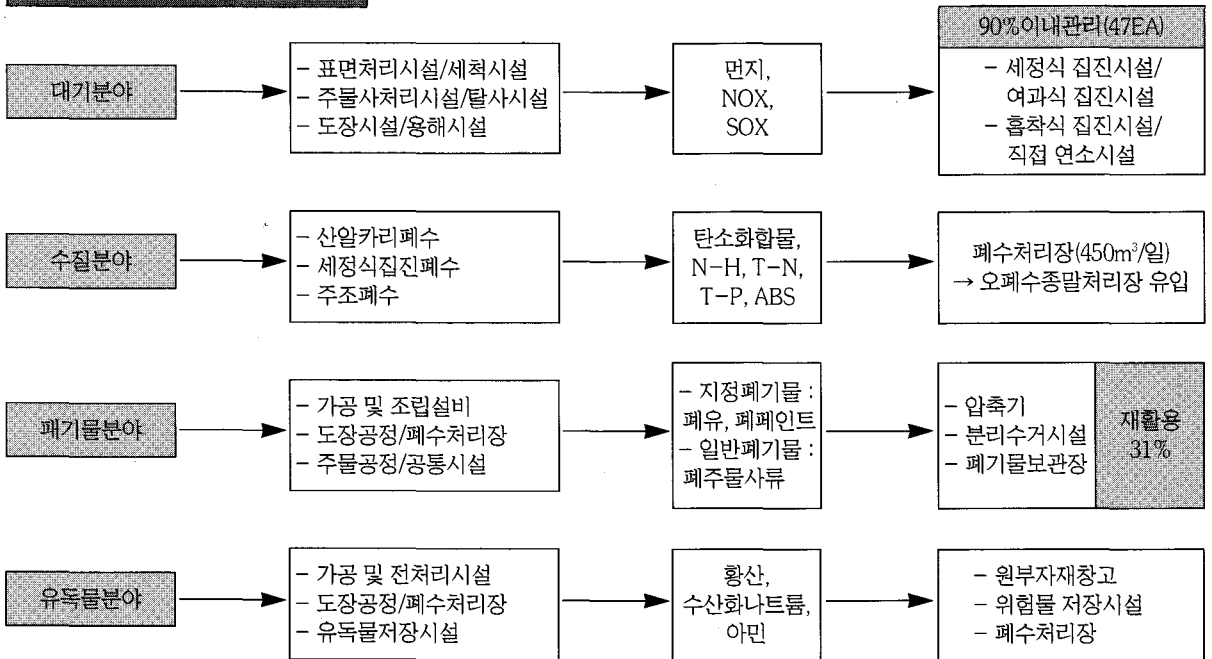 대기분야
- 표면처리시설/세척시설
- 주물사처리시설/탈사시설
- 도장시설/용해시설
먼지,
NOX,
SOX
90%이내관리(47EA)
- 세정식 집진시설/
여과식 집진시설
- 흡착식 집진시설/
직접 연소시설
수질분야
- 산알카리폐수
- 세정식집진폐수
- 주조폐수
탄소화합물,
N-H, T-N,
T-P, ABS
폐수처리장(450m³/일)
→ 오폐수종말처리장 유입
폐기물분야
- 가공 및 조립설비
- 도장공정/폐수처리장
- 주물공정/공통시설
- 지정폐기물 :
폐유, 폐페인트
- 일반폐기물 :
폐주물사류
- 압축기
- 분리수거시설
- 폐기물보관장
재활용
31%
유독물분야
- 가공 및 전처리시설
- 도장공정/폐수처리장
- 유독물저장시설
황산,
수산화나트륨,
아민
- 원부자재창고
- 위험물 저장시설
- 폐수처리장